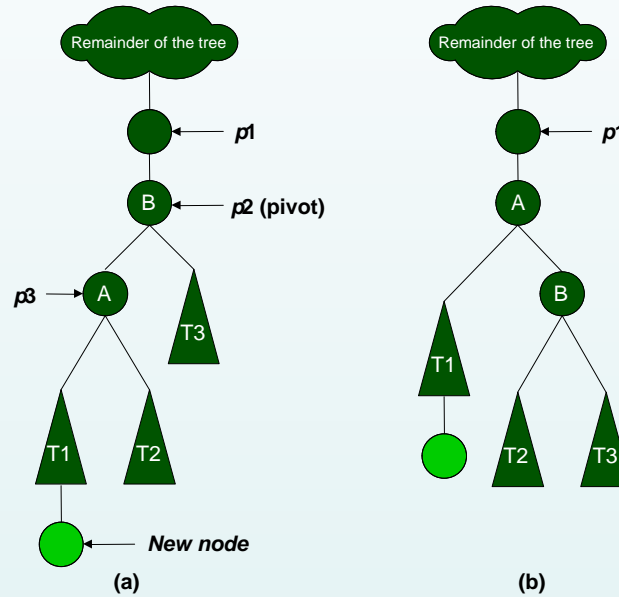 Remainder of the tree
Remainder of the tree
p1
p1
B
p2 (pivot)
A
p3
A
B
T3
T1
T1
T2
T2
T3
New node
(a)
(b)